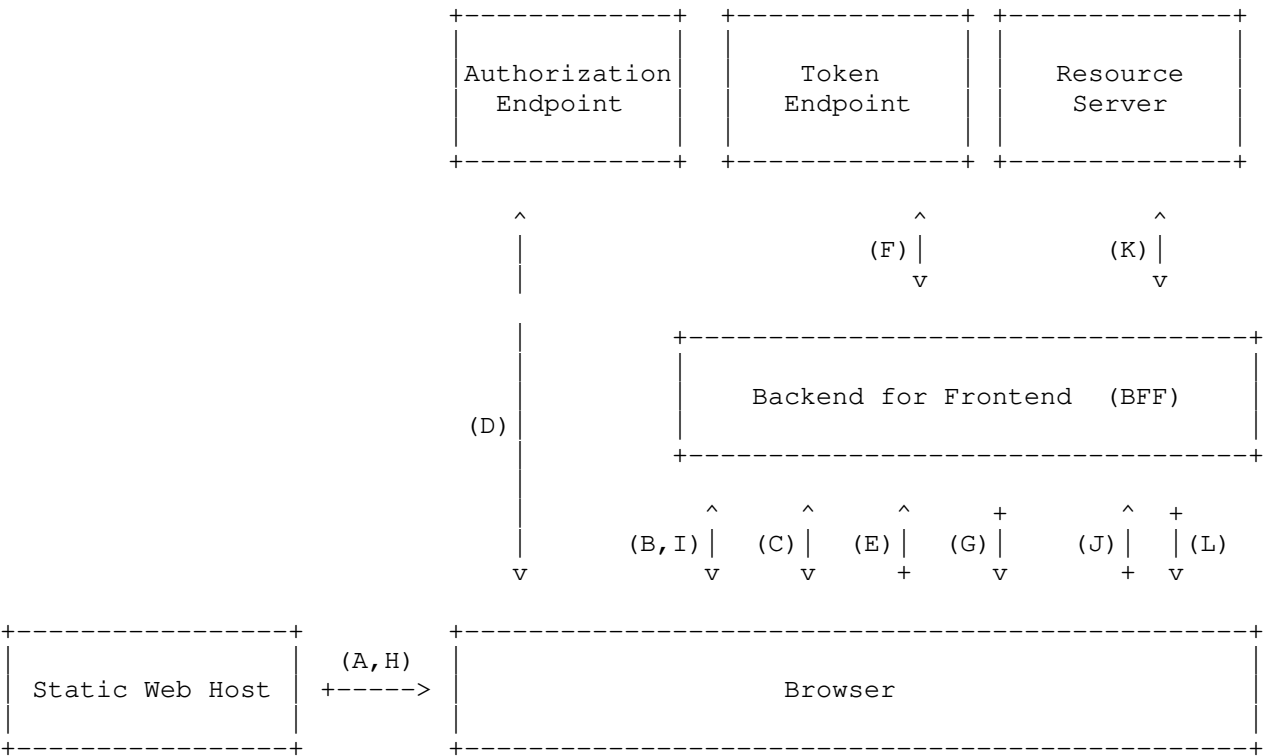 Authorization Token Resource
Endpoint Endpoint Server
(F) (K)
Backend for Frontend (BFF)
(D)
(B,I) (C) (E) (G) (J) (L)
(A,H)
Static Web Host Browser